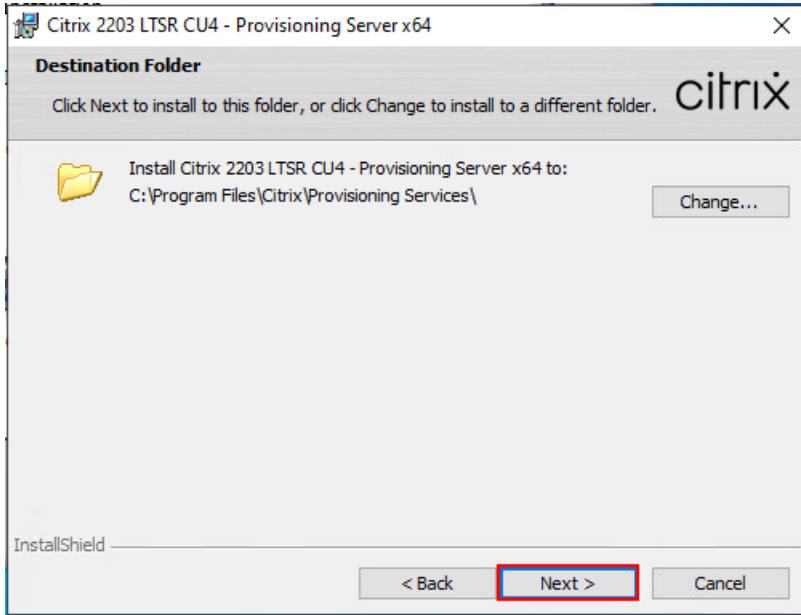 Citrix 2203 LTSR CU4 - Provisioning Server x64
Destination Folder
Click Next to install to this folder, or click Change to install to a different folder.
citrix
Install Citrix 2203 LTSR CU4 - Provisioning Server x64 to:
C:\Program Files\Citrix\Provisioning Services\
Change...
InstallShield
< Back
Next >
Cancel